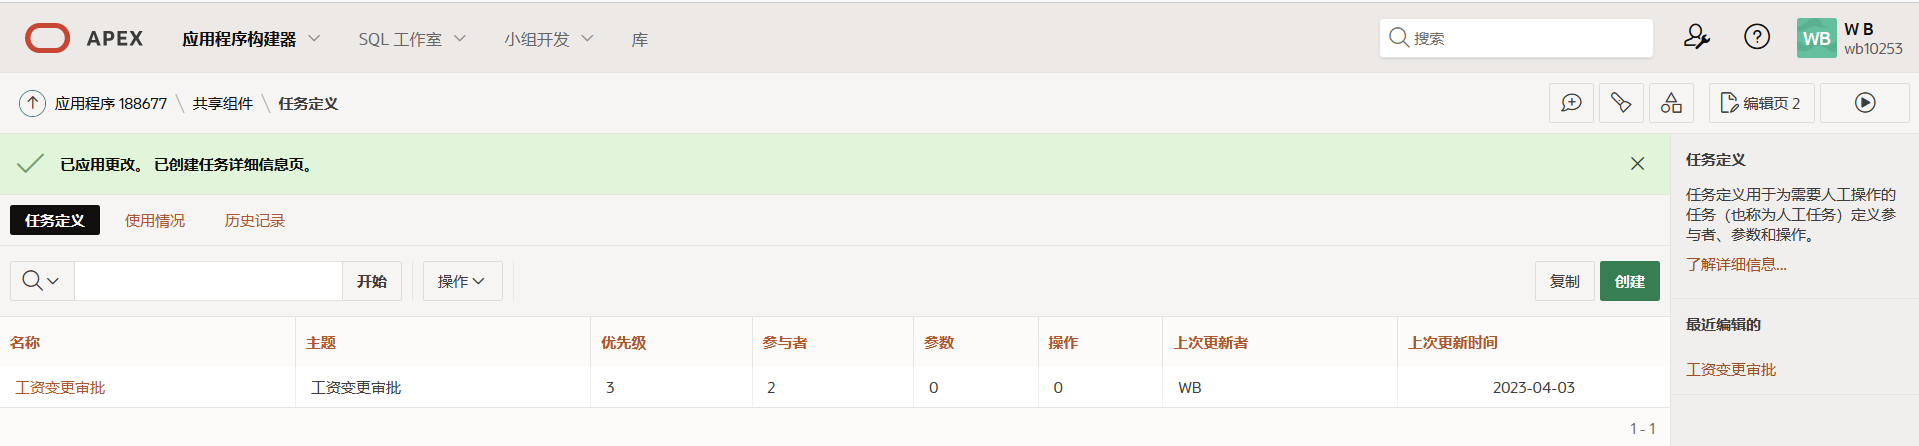 APEX 应用程序构建器 SQL 工作室 小组开发 库 搜索 WB W B
wb10253
应用程序 188677 \ 共享组件 \ 任务定义 编辑页 2
已应用更改。 已创建任务详细信息页。
任务定义 使用情况 历史记录
开始 操作 复制 创建
名称 主题 优先级 参与者 参数 操作 上次更新者 上次更新时间
工资变更审批 工资变更审批 3 2 0 0 WB 2023-04-03
1 - 1
任务定义
任务定义用于为需要人工操作的
任务（也称为人工任务）定义参
与者、参数和操作。
了解详细信息...
最近编辑的
工资变更审批